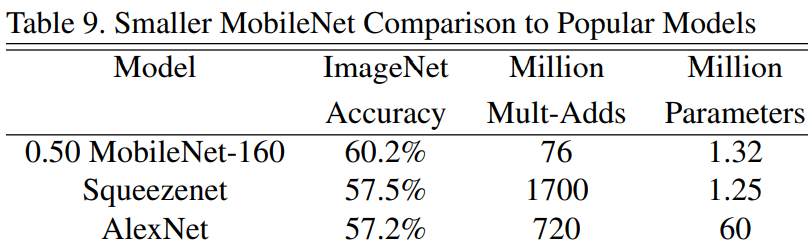 Table 9. Smaller MobileNet Comparison to Popular Models
Model ImageNet Million Million
Accuracy Mult-Adds Parameters
0.50 MobileNet-160 60.2% 76 1.32
Squeezenet 57.5% 1700 1.25
AlexNet 57.2% 720 60